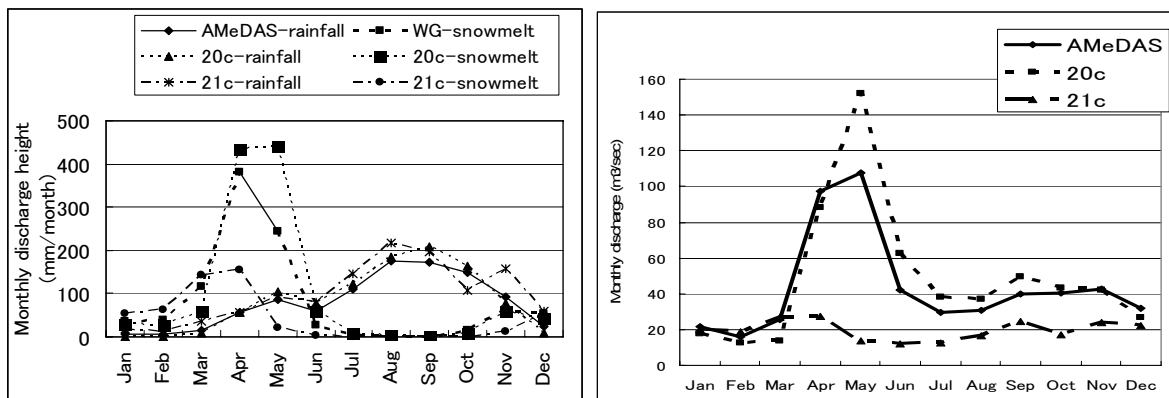 AMeDAS-rainfall
WG-snowmelt
20c-rainfall
20c-snowmelt
21c-rainfall
21c-snowmelt
Monthly discharge height
(mm/month)
500
400
300
200
100
0
Jan
Feb
Mar
Apr
May
Jun
Jul
Aug
Sep
Oct
Nov
Dec
AMeDAS
20c
21c
Monthly discharge (m3/sec)
160
140
120
100
80
60
40
20
0
Jan Feb Mar Apr May Jun Jul Aug Sep Oct Nov Dec